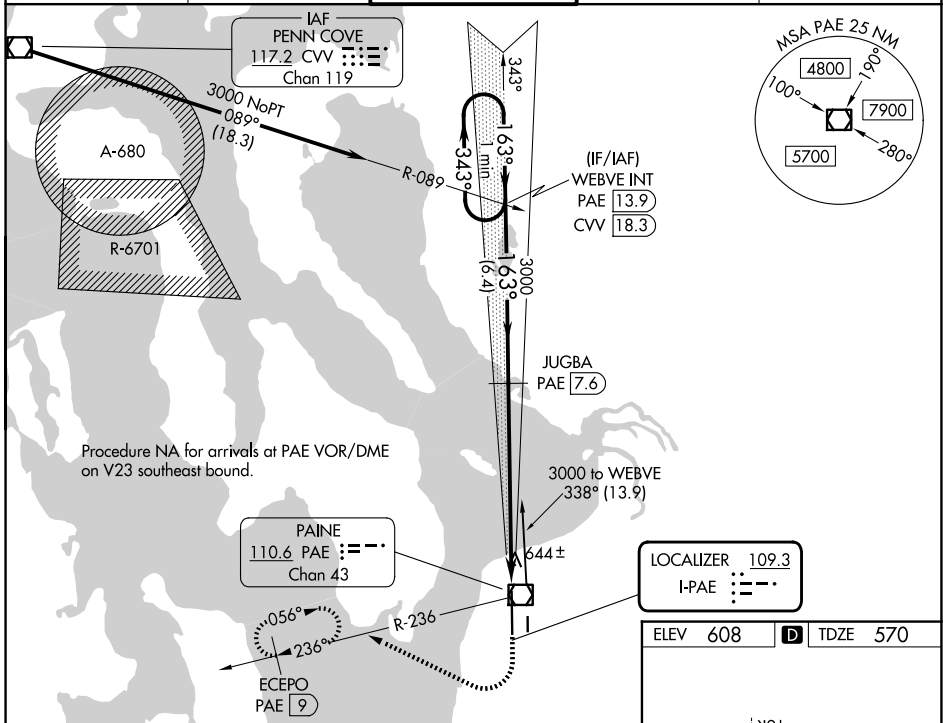 IAF
PENN COVE
117.2 CVV
Chan 119
3000 NoPT
089°
(18.3)
A-680
R-6701
R-089
343°
163°
1 min
343°
(IF/IAF)
WEBVE INT
PAE 13.9
CVV 18.3
MSA PAE 25 NM
4800
190°
100°
7900
5700
280°
3000
163°
(6.4)
JUGBA
PAE 7.6
Procedure NA for arrivals at PAE VOR/DME
on V23 southeast bound.
3000 to WEBVE
338° (13.9)
PAINE
110.6 PAE
Chan 43
644±
LOCALIZER 109.3
I-PAE
056°
236°
R-236
ECEPO
PAE 9
ELEV 608 D TDZE 570